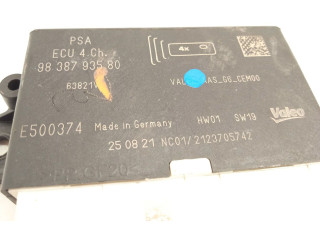 PSA
ECU 4 Ch.
98 387 935 80
4x
E500374 Made in Germany HW01 SW19
Valeo
25 08 21 NC01/2123705742